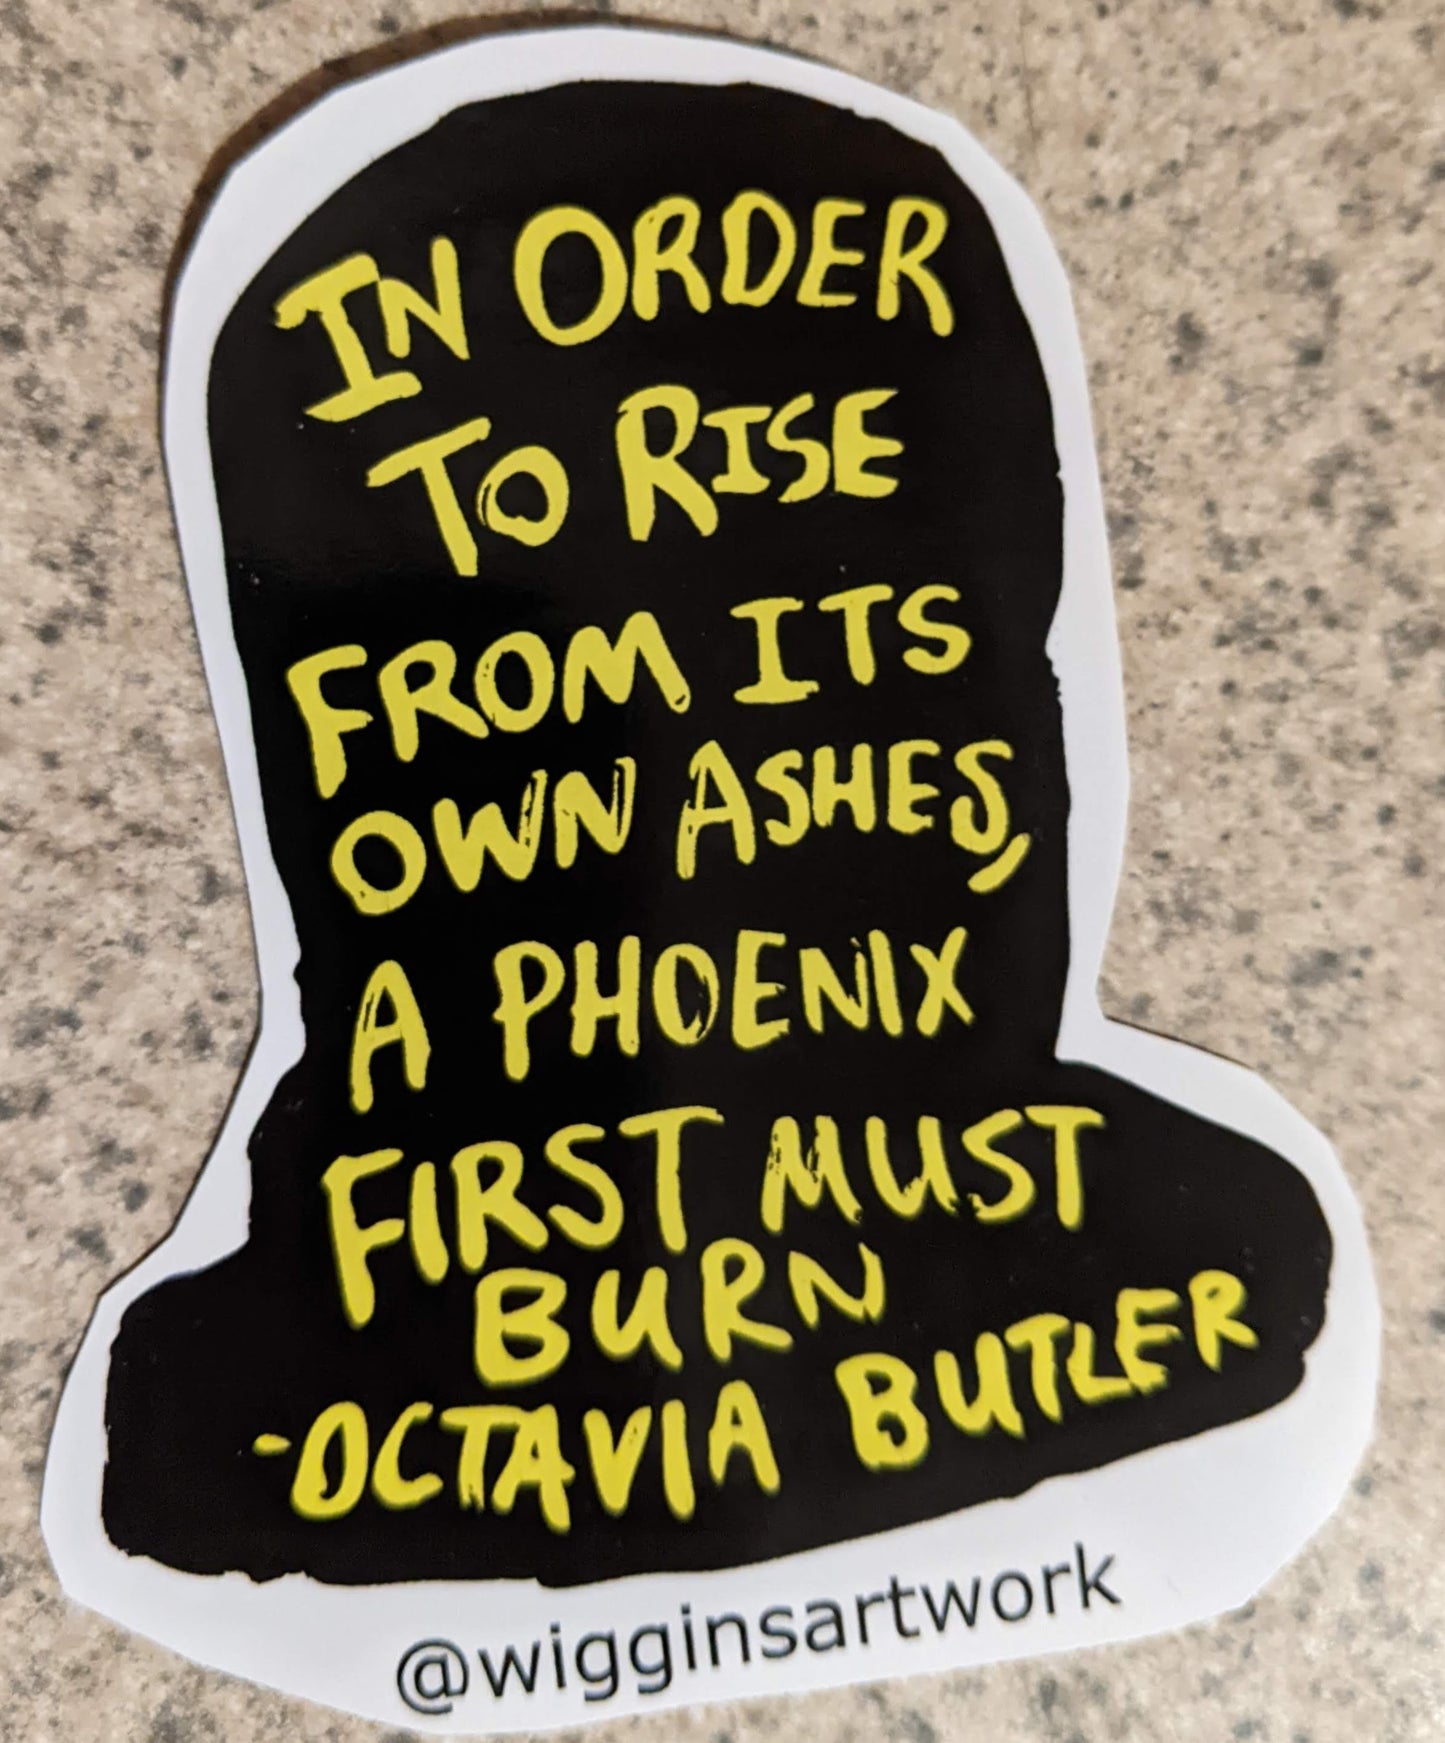 IN ORDER
TO RISE
FROM ITS
OWN ASHES,
A PHOENIX
FIRST MUST
BURN
-OCTAVIA BUTLER
@wigginsartwork